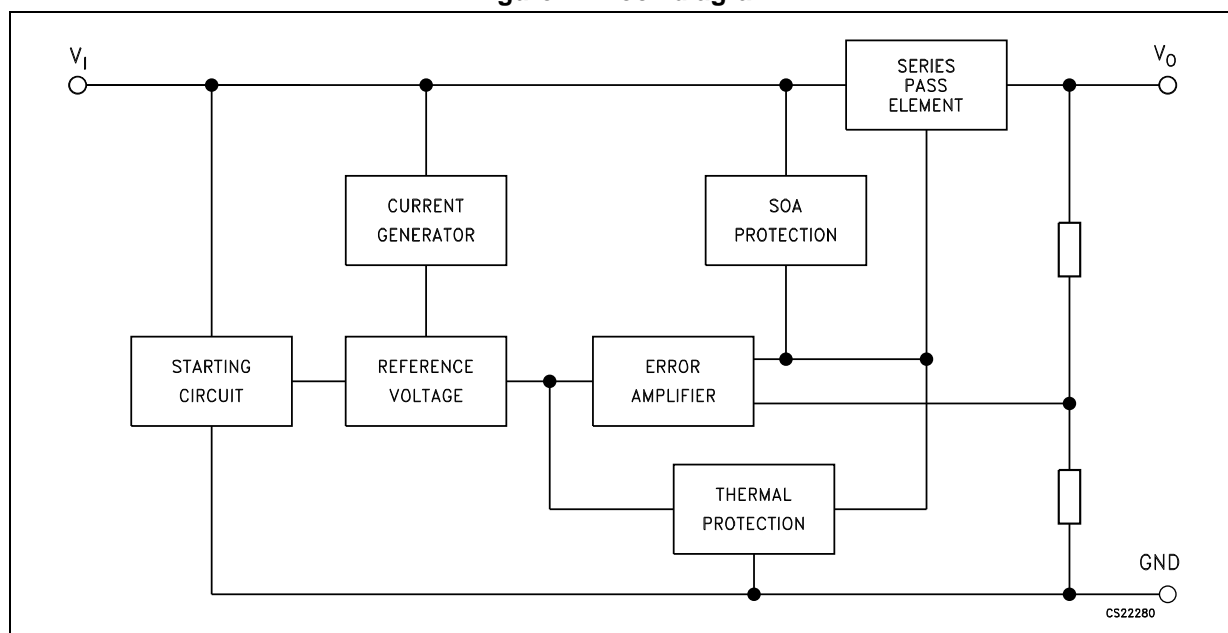 V_I
V_O
SERIES
PASS
ELEMENT
CURRENT
GENERATOR
SOA
PROTECTION
STARTING
CIRCUIT
REFERENCE
VOLTAGE
ERROR
AMPLIFIER
THERMAL
PROTECTION
GND
CS22280